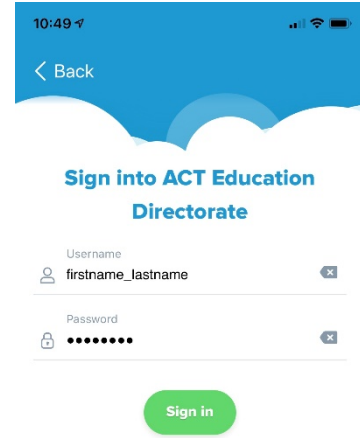 10:49
Back
Sign into ACT Education
Directorate
Username
firstname_lastname
Password
••••••••
Sign in